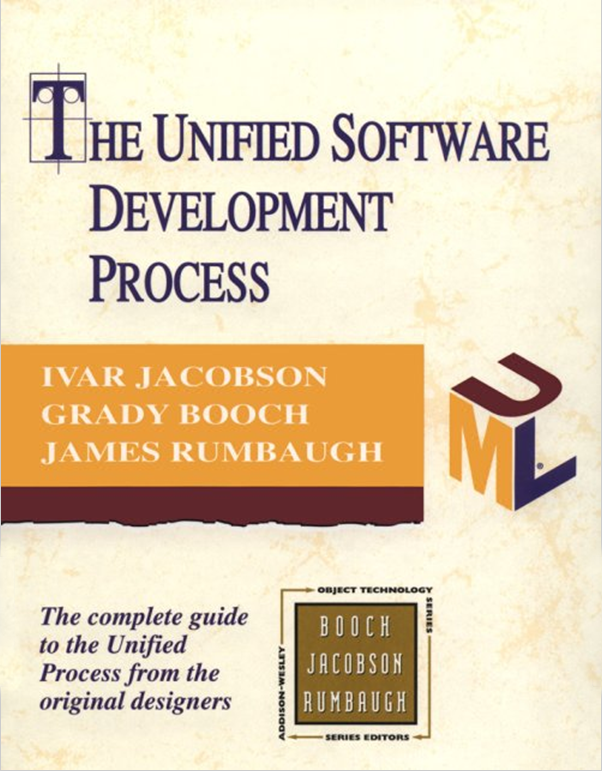 THE UNIFIED SOFTWARE
DEVELOPMENT
PROCESS
IVAR JACOBSON
GRADY BOOCH
JAMES RUMBAUGH
UML
The complete guide
to the Unified
Process from the
original designers
OBJECT TECHNOLOGY
SERIES
BOOCH
JACOBSON
RUMBAUGH
ADDISON-WESLEY
SERIES EDITORS